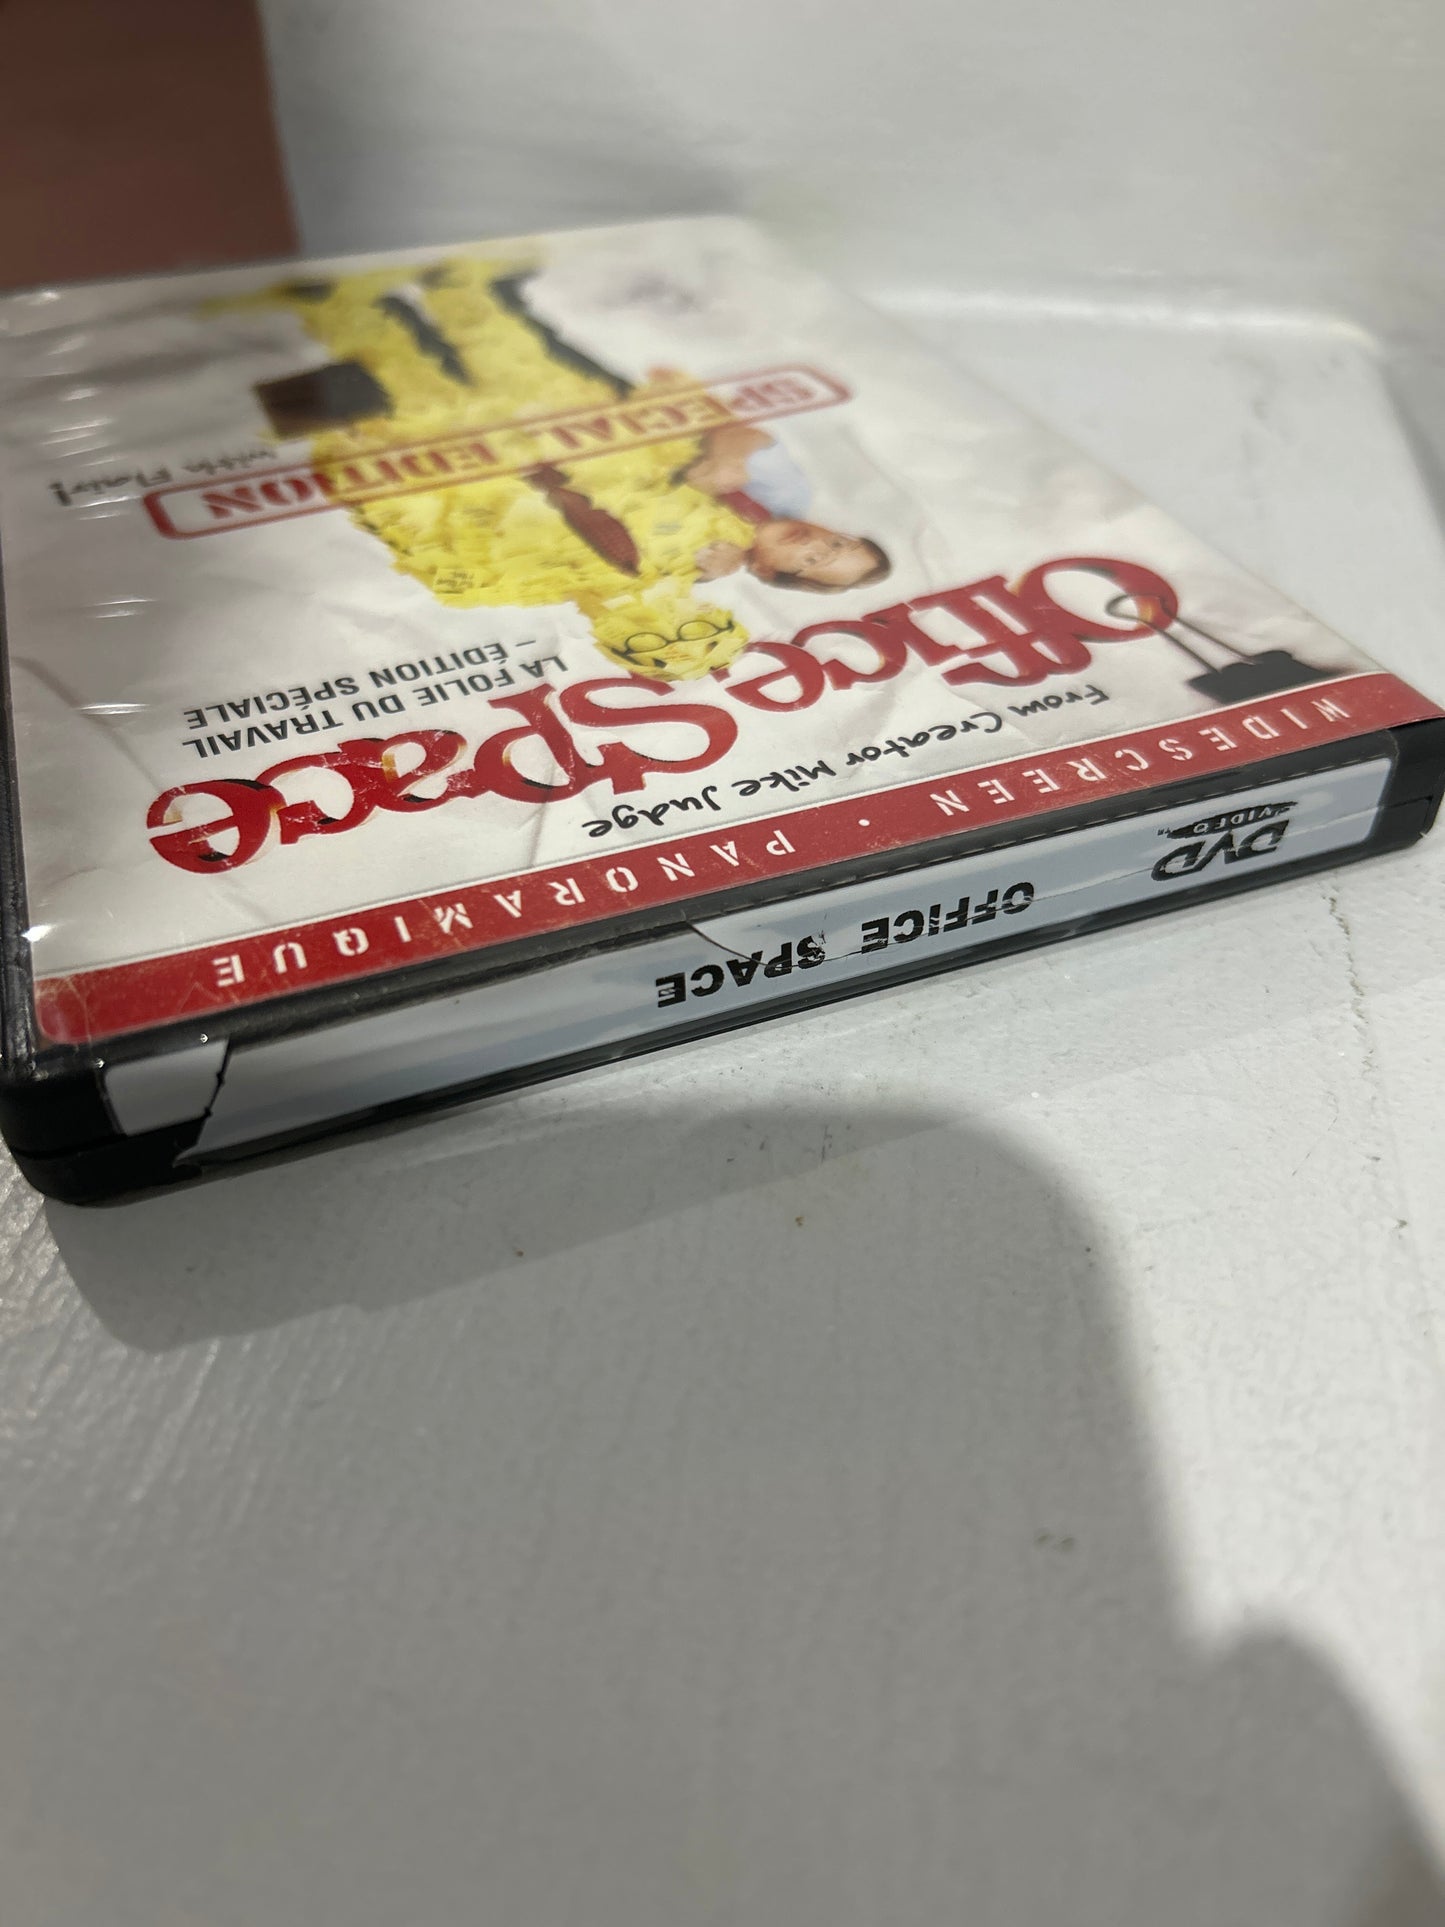 WIDESCREEN • PANORAMIQUE
From Creator Mike Judge
Office Space
LA FOLIE DU TRAVAIL
– ÉDITION SPÉCIALE
SPECIAL EDITION
with Flair!
DVD
VIDEO
TM
OFFICE SPACE